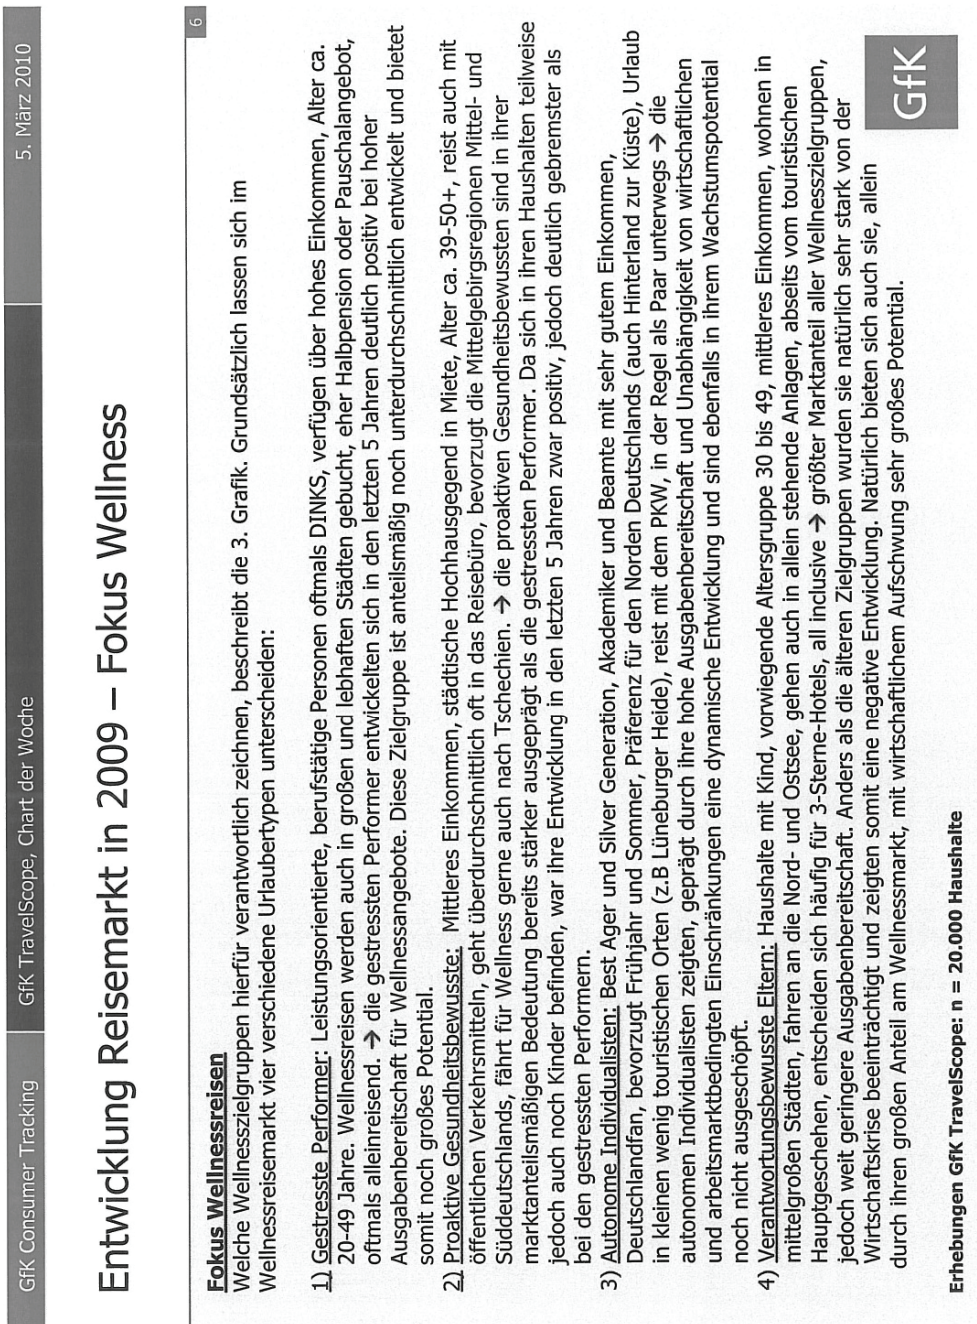 GfK Consumer Tracking
GfK TravelScope, Chart der Woche
5. März 2010
Entwicklung Reisemarkt in 2009 – Fokus Wellness
6
Fokus Wellnessreisen
Welche Wellnesszielgruppen hierfür verantwortlich zeichnen, beschreibt die 3. Grafik. Grundsätzlich lassen sich im
Wellnessreisemarkt vier verschiedene Urlaubertypen unterscheiden:
1) Gestresste Performer: Leistungsorientierte, berufstätige Personen oftmals DINKS, verfügen über hohes Einkommen, Alter ca.
20-49 Jahre. Wellnessreisen werden auch in großen und lebhaften Städten gebucht, eher Halbpension oder Pauschalangebot,
oftmals alleinreisend. → die gestressten Performer entwickelten sich in den letzten 5 Jahren deutlich positiv bei hoher
Ausgabenbereitschaft für Wellnessangebote. Diese Zielgruppe ist anteilsmäßig noch unterdurchschnittlich entwickelt und bietet
somit noch großes Potential.
2) Proaktive Gesundheitsbewusste: Mittleres Einkommen, städtische Hochhausgegend in Miete, Alter ca. 39-50+, reist auch mit
öffentlichen Verkehrsmitteln, geht überdurchschnittlich oft in das Reisebüro, bevorzugt die Mittelgebirgsregionen Mittel- und
Süddeutschlands, fährt für Wellness gerne auch nach Tschechien. → die proaktiven Gesundheitsbewussten sind in ihrer
marktanteilsmäßigen Bedeutung bereits stärker ausgeprägt als die gestressten Performer. Da sich in ihren Haushalten teilweise
jedoch auch noch Kinder befinden, war ihre Entwicklung in den letzten 5 Jahren zwar positiv, jedoch deutlich gebremster als
bei den gestressten Performern.
3) Autonome Individualisten: Best Ager und Silver Generation, Akademiker und Beamte mit sehr gutem Einkommen,
Deutschlandfan, bevorzugt Frühjahr und Sommer, Präferenz für den Norden Deutschlands (auch Hinterland zur Küste), Urlaub
in kleinen wenig touristischen Orten (z.B Lüneburger Heide), reist mit dem PKW, in der Regel als Paar unterwegs → die
autonomen Individualisten zeigten, geprägt durch ihre hohe Ausgabenbereitschaft und Unabhängigkeit von wirtschaftlichen
und arbeitsmarktbedingten Einschränkungen eine dynamische Entwicklung und sind ebenfalls in ihrem Wachstumspotential
noch nicht ausgeschöpft.
4) Verantwortungsbewusste Eltern: Haushalte mit Kind, vorwiegende Altersgruppe 30 bis 49, mittleres Einkommen, wohnen in
mittelgroßen Städten, fahren an die Nord- und Ostsee, gehen auch in allein stehende Anlagen, abseits vom touristischen
Hauptgeschehen, entscheiden sich häufig für 3-Sterne-Hotels, all inclusive → größter Marktanteil aller Wellnesszielgruppen,
jedoch weit geringere Ausgabenbereitschaft. Anders als die älteren Zielgruppen wurden sie natürlich sehr stark von der
Wirtschaftskrise beeinträchtigt und zeigten somit eine negative Entwicklung. Natürlich bieten sich auch sie, allein
durch ihren großen Anteil am Wellnessmarkt, mit wirtschaftlichem Aufschwung sehr großes Potential.
Erhebungen GfK TravelScope: n = 20.000 Haushalte
GfK